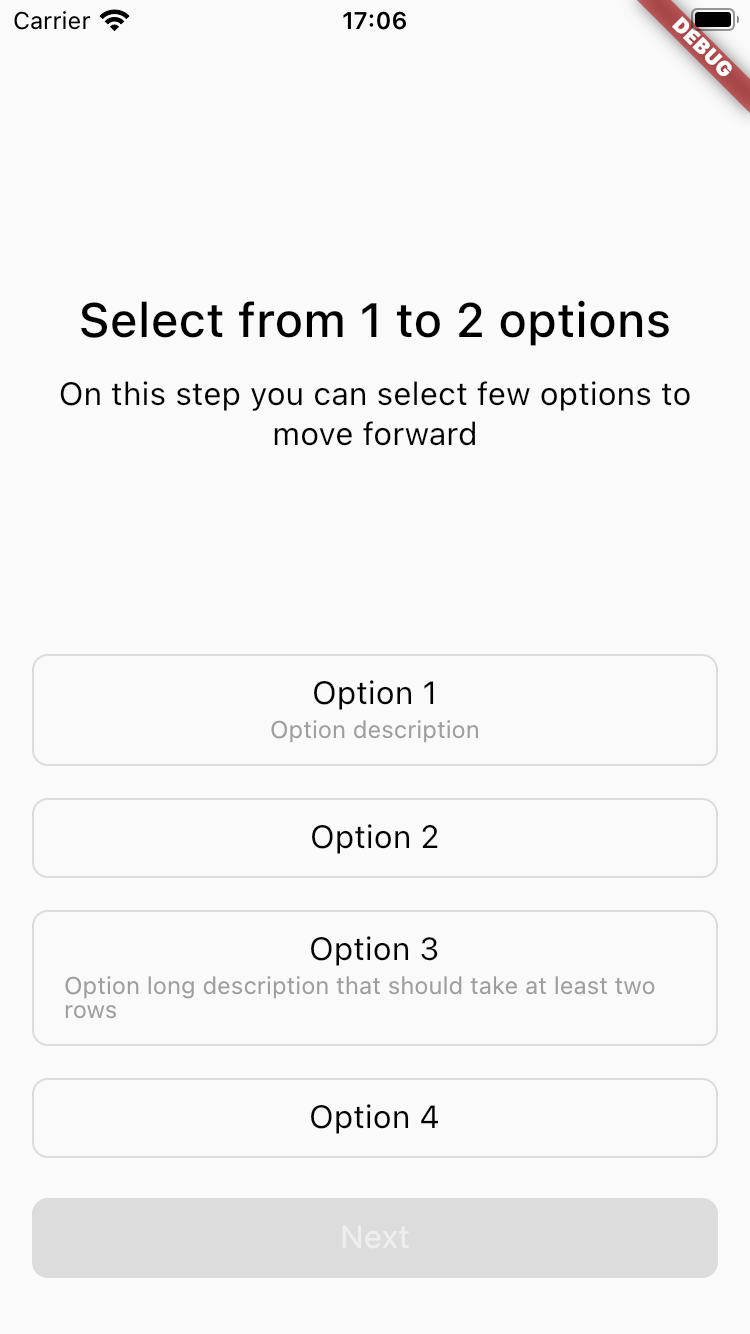 Carrier 17:06
DEBUG
Select from 1 to 2 options
On this step you can select few options to
move forward
Option 1
Option description
Option 2
Option 3
Option long description that should take at least two
rows
Option 4
Next